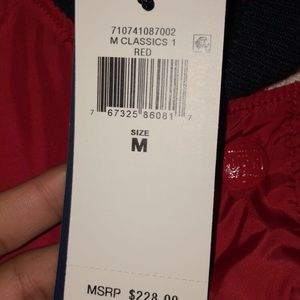 710741087002
M CLASSICS 1
RED
7 67325 86081 7
SIZE
M
MSRP $228.00